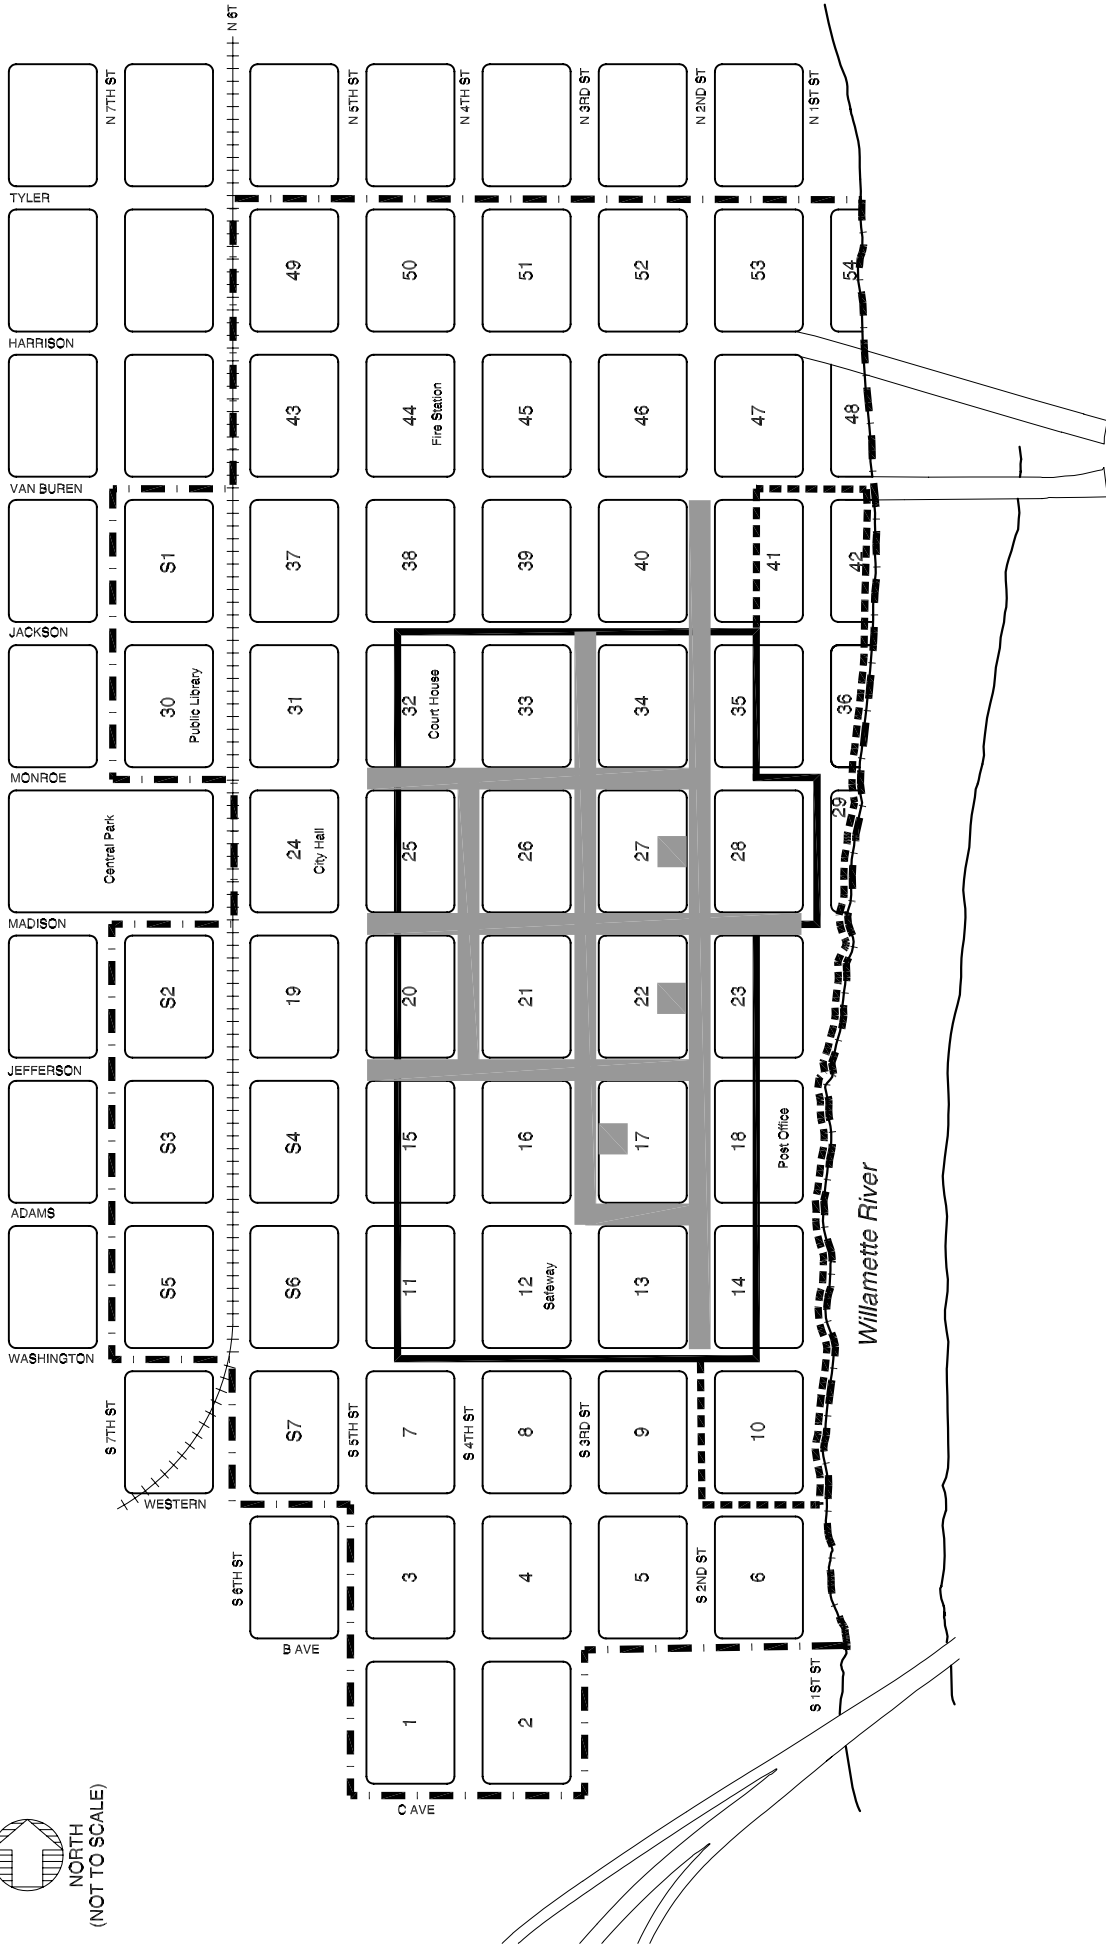 N 6T
N 7TH ST
N 5TH ST
N 4TH ST
N 3RD ST
N 2ND ST
N 1ST ST
TYLER
49
50
51
52
53
54
HARRISON
43
44
Fire Station
45
46
47
48
VAN BUREN
S1
37
38
39
40
41
42
JACKSON
30
Public Library
31
32
Court House
33
34
35
36
MONROE
Central Park
24
City Hall
25
26
27
28
29
MADISON
S2
19
20
21
22
23
JEFFERSON
S3
S4
15
16
17
18
Post Office
ADAMS
S5
S6
11
12
Safeway
13
14
Willamette River
WASHINGTON
S 7TH ST
S7
S 5TH ST
7
S 4TH ST
8
S 3RD ST
9
10
WESTERN
S 6TH ST
3
4
5
S 2ND ST
6
B AVE
1
2
S 1ST ST
C AVE
NORTH
(NOT TO SCALE)